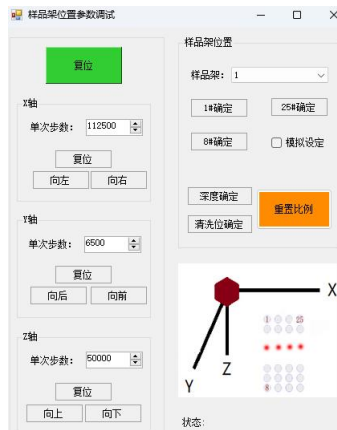 样品架位置参数调试
复位
X轴
单次步数: 112500
复位
向左 向右
Y轴
单次步数: 6500
复位
向后 向前
Z轴
单次步数: 50000
复位
向上 向下
样品架位置
样品架: 1
1#确定 25#确定
8#确定 模拟设定
深度确定
清洗位确定
重置比例
X
Y
Z
1 25
8
状态: